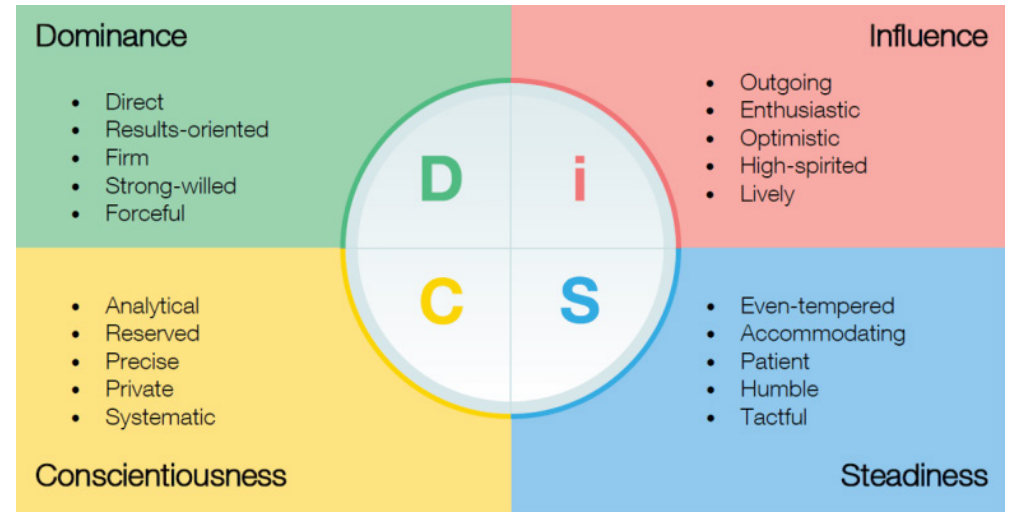 Dominance
• Direct
• Results-oriented
• Firm
• Strong-willed
• Forceful
Influence
• Outgoing
• Enthusiastic
• Optimistic
• High-spirited
• Lively
D
i
C
S
• Analytical
• Reserved
• Precise
• Private
• Systematic
Conscientiousness
• Even-tempered
• Accommodating
• Patient
• Humble
• Tactful
Steadiness